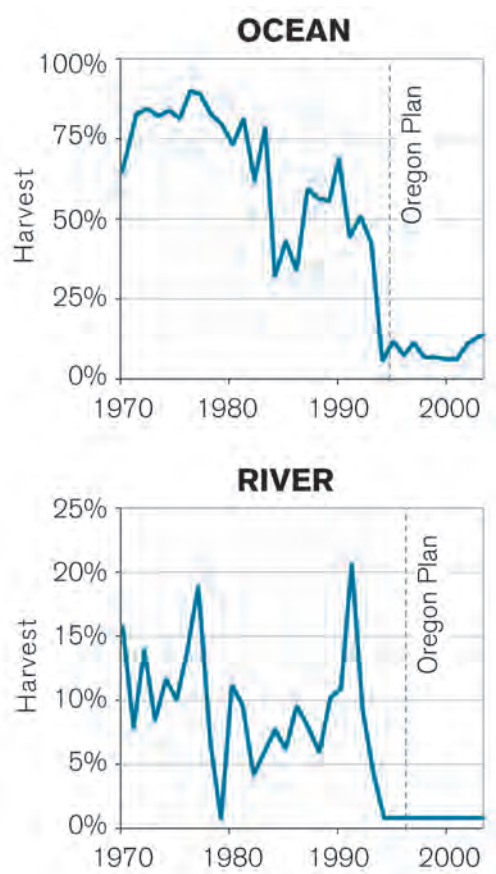 OCEAN
100%
75%
50%
25%
0%
Harvest
Oregon Plan
1970 1980 1990 2000
RIVER
25%
20%
15%
10%
5%
0%
Harvest
Oregon Plan
1970 1980 1990 2000